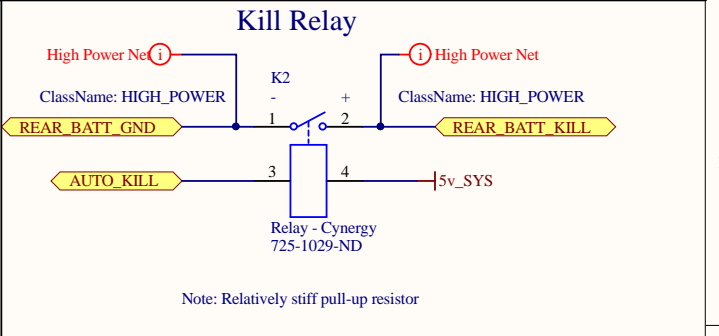 Kill Relay
High Power Net i
i High Power Net
K2
ClassName: HIGH_POWER
- +
ClassName: HIGH_POWER
REAR_BATT_GND
1 2
REAR_BATT_KILL
AUTO_KILL
3 4
5v_SYS
Relay - Cynergy
725-1029-ND
Note: Relatively stiff pull-up resistor